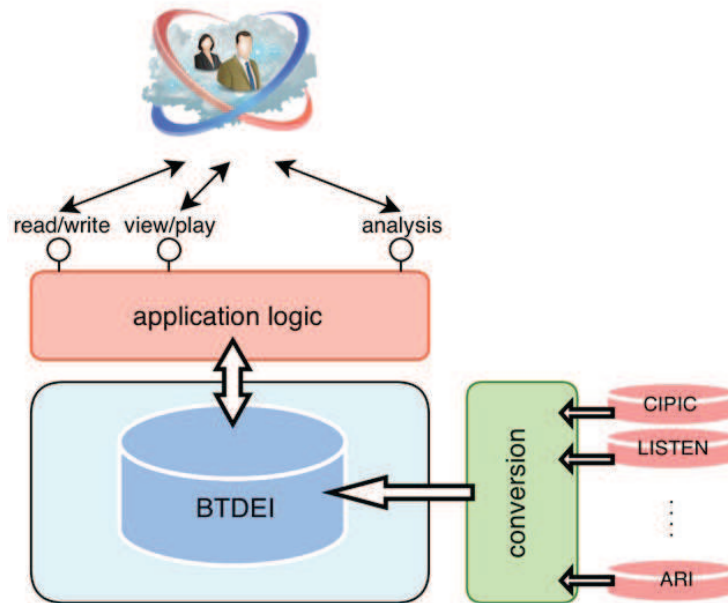 read/write view/play analysis
application logic
BTDEI
conversion
CIPIC
LISTEN
ARI